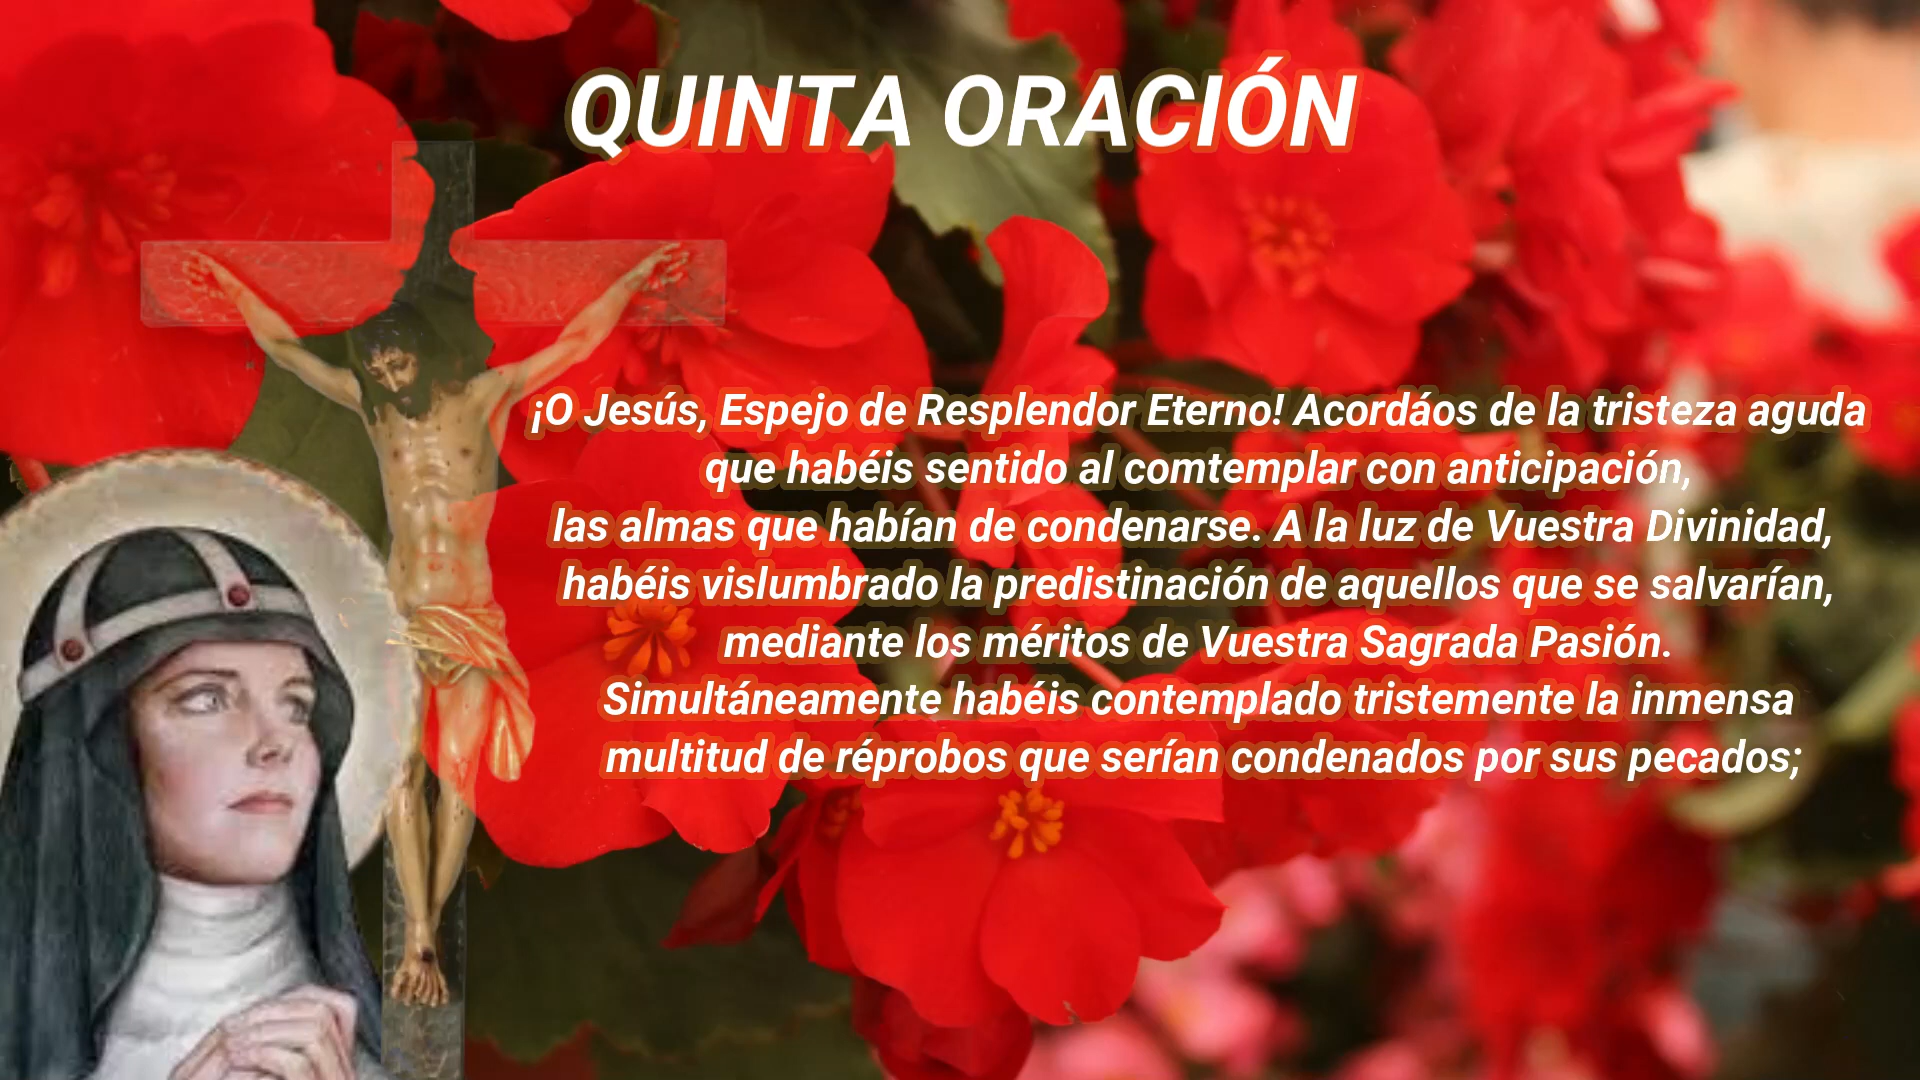 QUINTA ORACIÓN
¡O Jesús, Espejo de Resplendor Eterno! Acordáos de la tristeza aguda
que habéis sentido al comtemplar con anticipación,
las almas que habían de condenarse. A la luz de Vuestra Divinidad,
habéis vislumbrado la predistinación de aquellos que se salvarían,
mediante los méritos de Vuestra Sagrada Pasión.
Simultáneamente habéis contemplado tristemente la inmensa
multitud de réprobos que serían condenados por sus pecados;